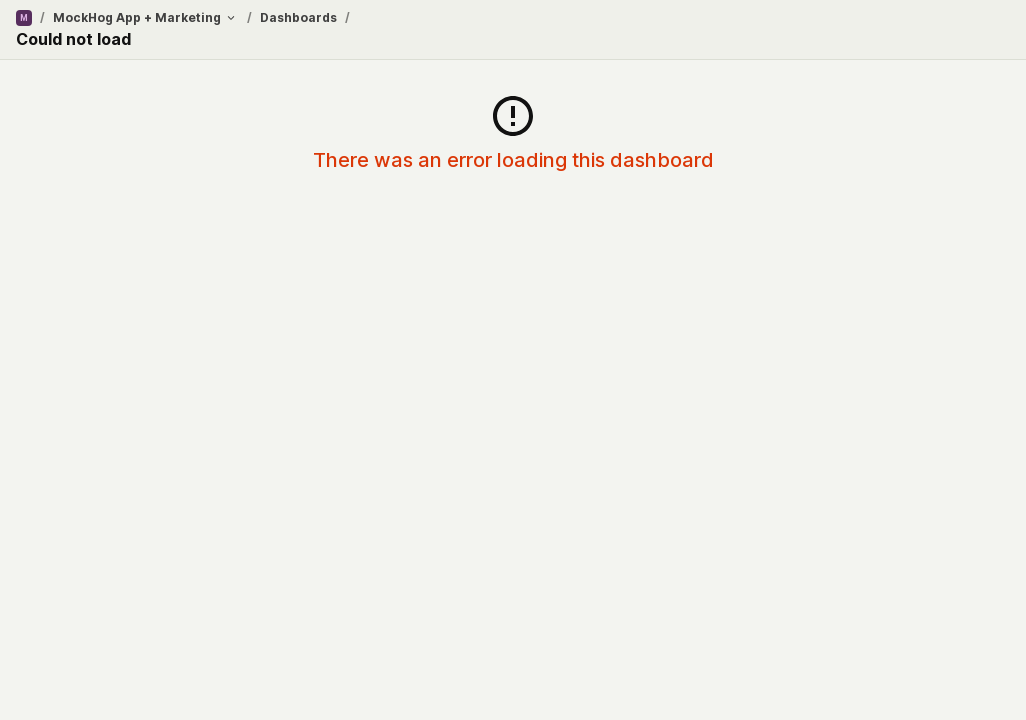 M / MockHog App + Marketing / Dashboards /
Could not load
There was an error loading this dashboard